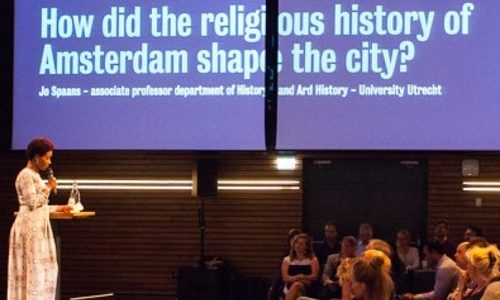 How did the religious history of
Amsterdam shape the city?
Jo Spaans – associate professor department of History and Ard History – University Utrecht